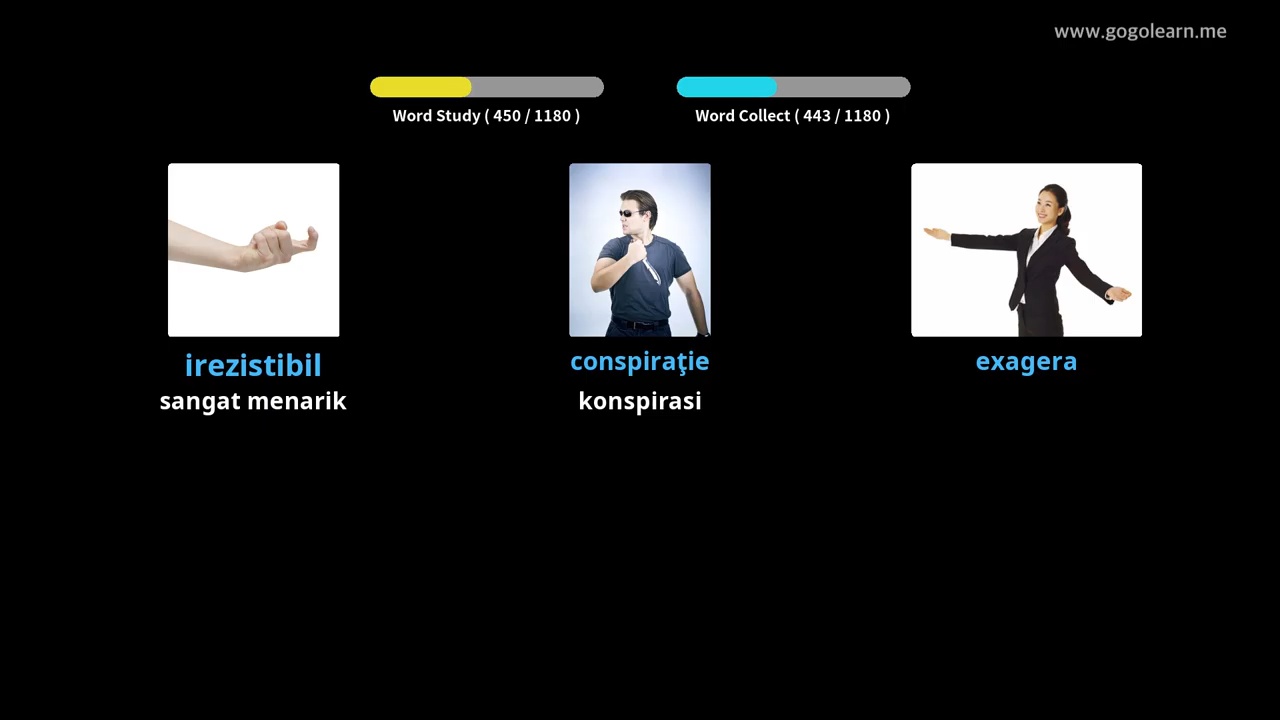 www.gogolearn.me
Word Study ( 450 / 1180 )
Word Collect ( 443 / 1180 )
irezistibil
sangat menarik
conspiraţie
konspirasi
exagera